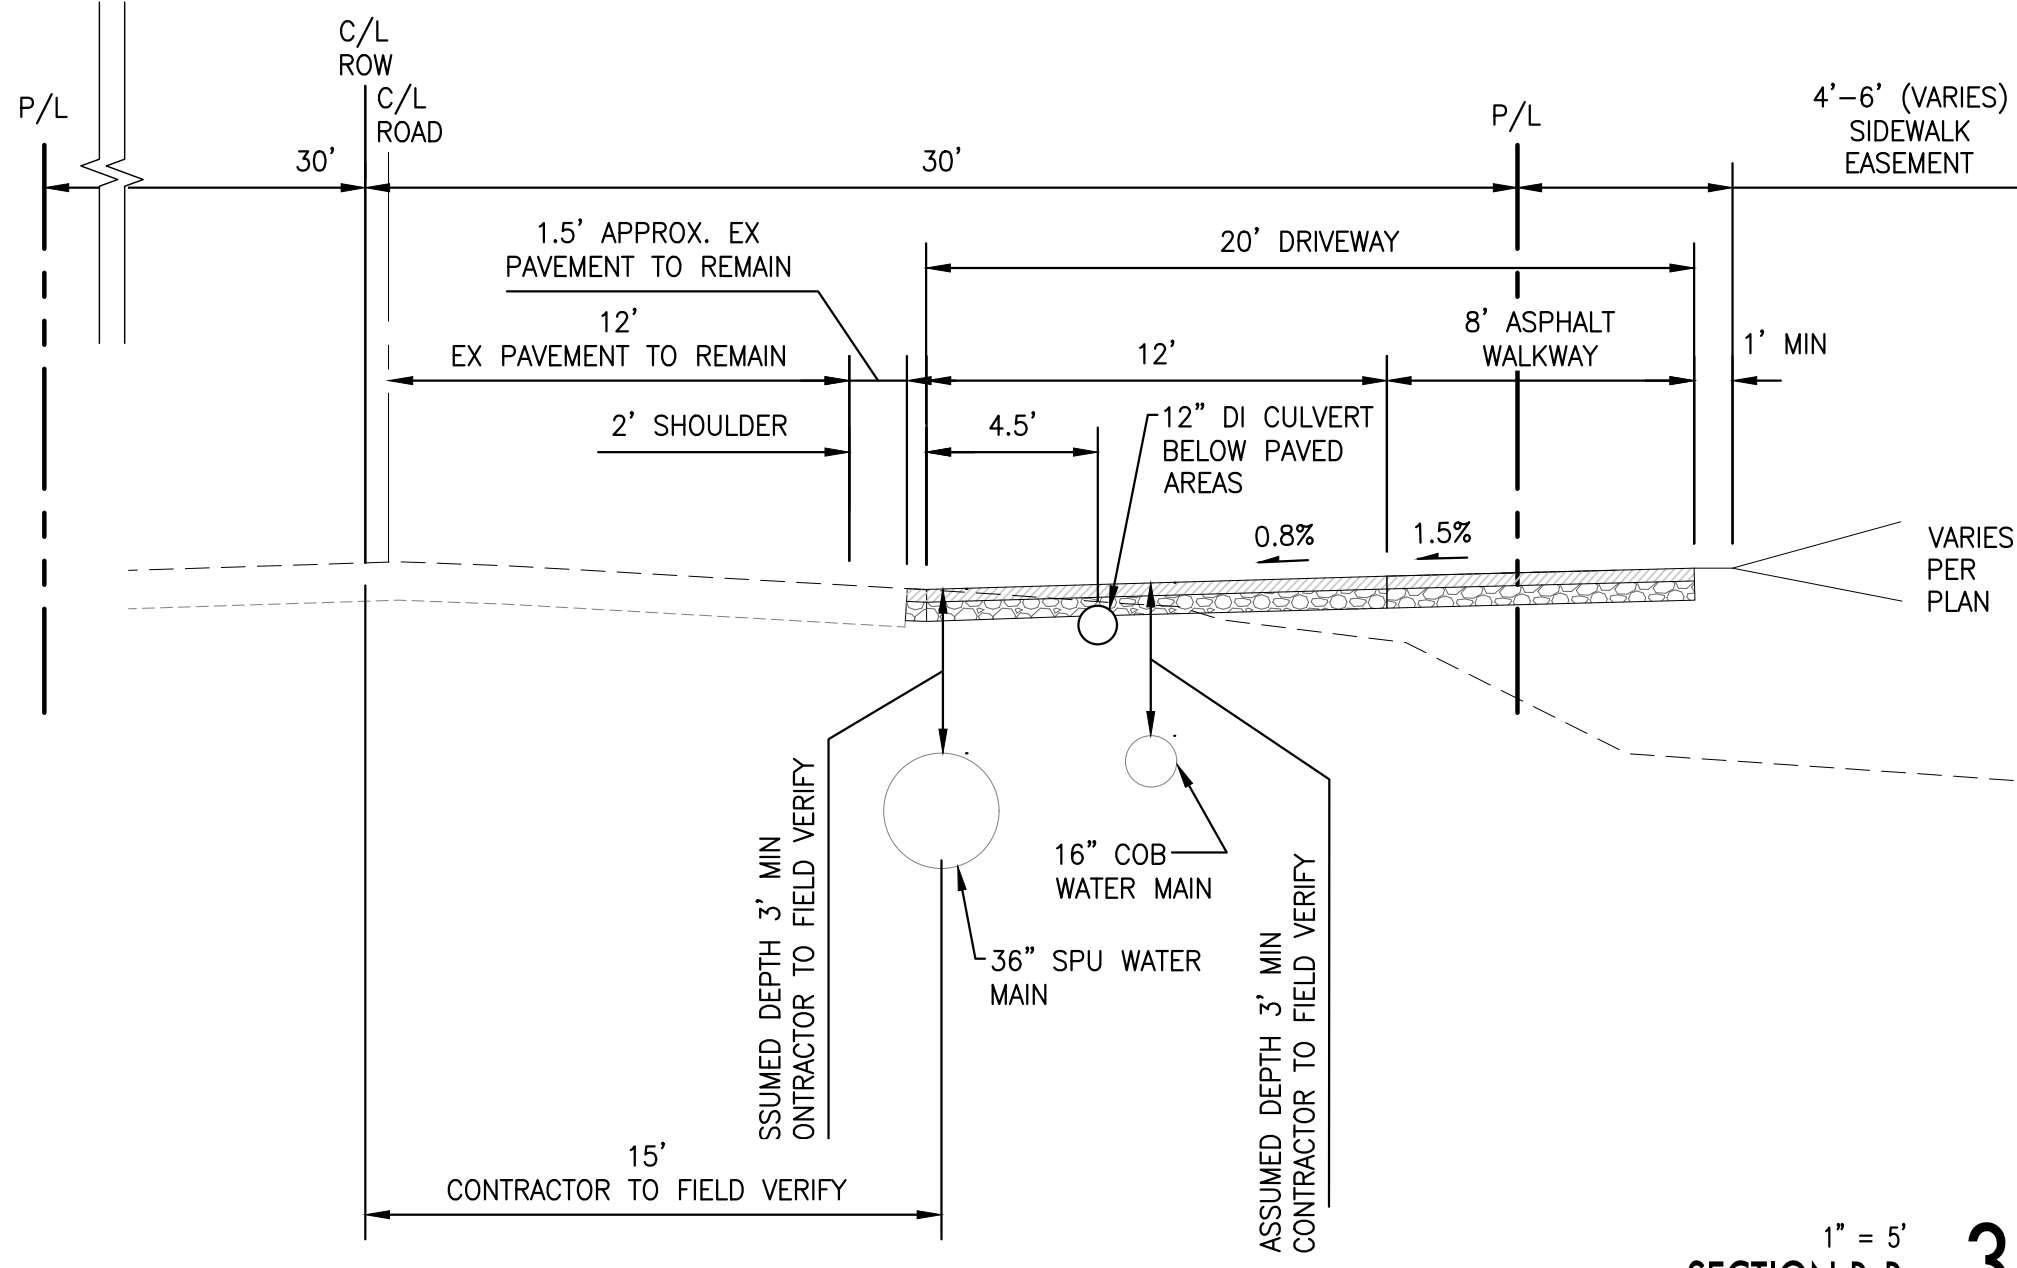 C/L
ROW
C/L
ROAD
P/L
P/L
4'-6' (VARIES)
SIDEWALK
EASEMENT
30'
30'
1.5' APPROX. EX
PAVEMENT TO REMAIN
20' DRIVEWAY
12'
EX PAVEMENT TO REMAIN
12'
8' ASPHALT
WALKWAY
1' MIN
2' SHOULDER
4.5'
12" DI CULVERT
BELOW PAVED
AREAS
0.8%
1.5%
VARIES
PER
PLAN
SSUMED DEPTH 3' MIN
ONTRACTOR TO FIELD VERIFY
16" COB
WATER MAIN
36" SPU WATER
MAIN
ASSUMED DEPTH 3' MIN
CONTRACTOR TO FIELD VERIFY
15'
CONTRACTOR TO FIELD VERIFY
1" = 5'
3
SECTION